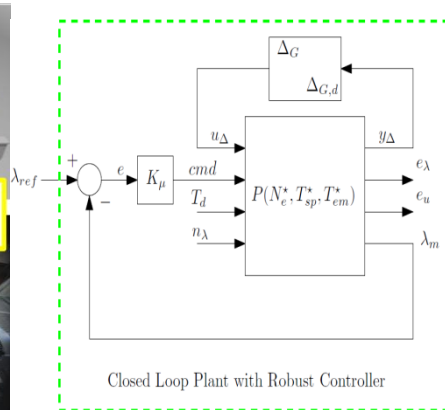 Δ_G
Δ_{G,d}
u_Δ
y_Δ
λ_{ref}
+
e
K_μ
cmd
P(N_e^⋆, T_{sp}^⋆, T_{em}^⋆)
e_λ
−
T_d
e_u
n_λ
λ_m
Closed Loop Plant with Robust Controller